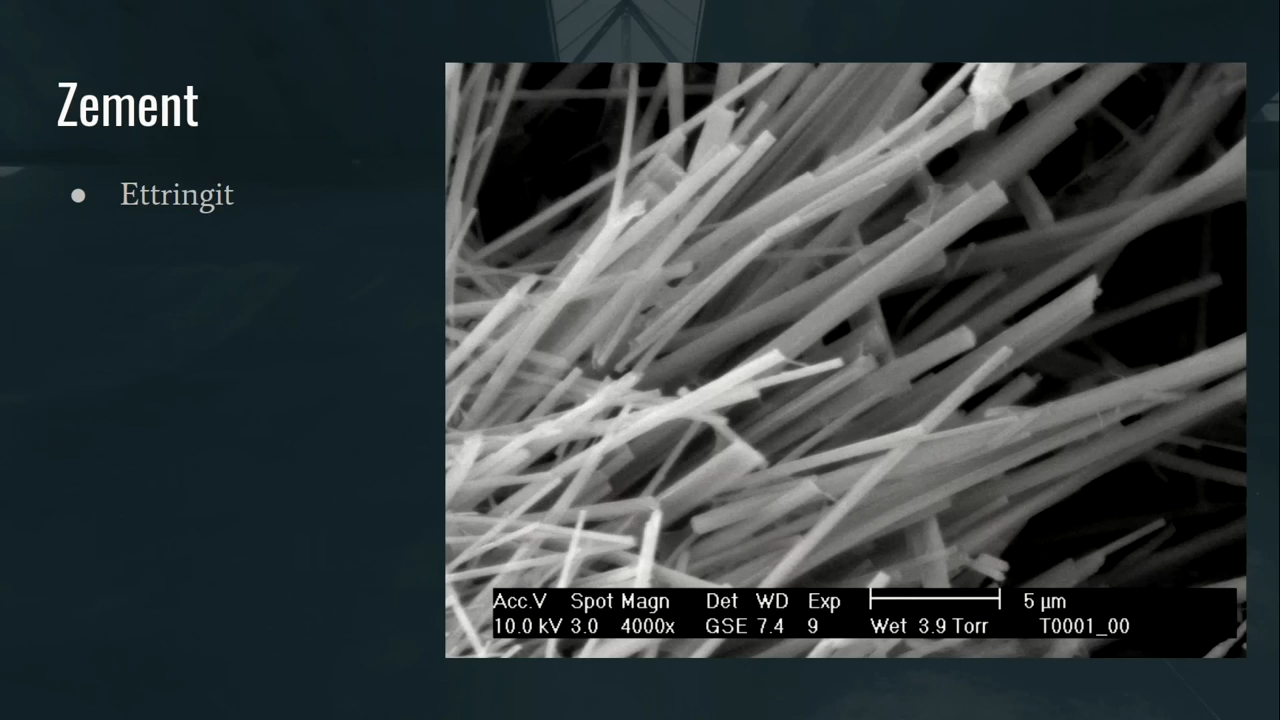 Zement
● Ettringit
Acc.V Spot Magn Det WD Exp 5 µm
10.0 kV 3.0 4000x GSE 7.4 9 Wet 3.9 Torr T0001_00